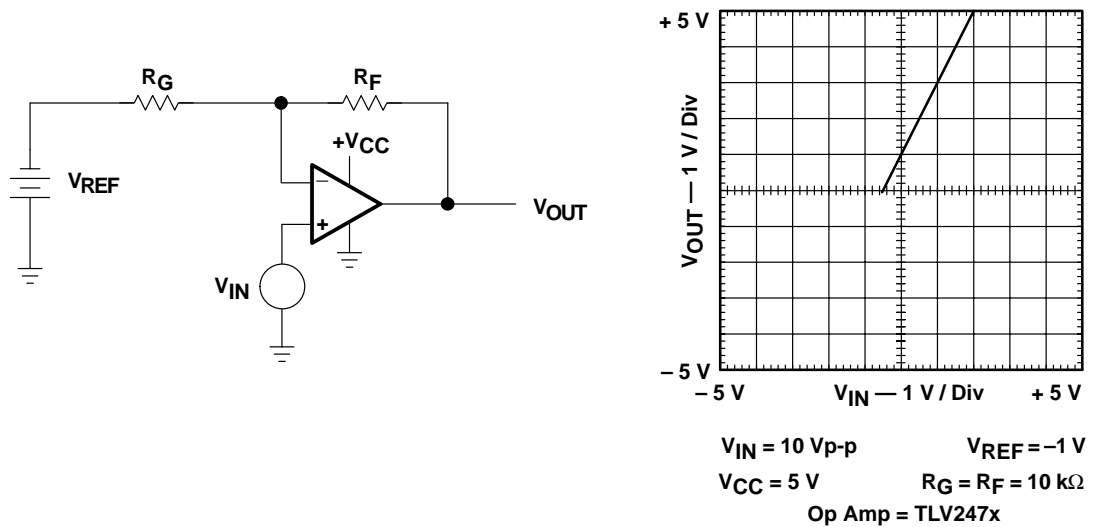 RG
RF
+VCC
VREF
−
+
VOUT
VIN
+ 5 V
VOUT — 1 V / Div
– 5 V
– 5 V
VIN — 1 V / Div
+ 5 V
VIN = 10 Vp-p
VREF = –1 V
VCC = 5 V
RG = RF = 10 kΩ
Op Amp = TLV247x